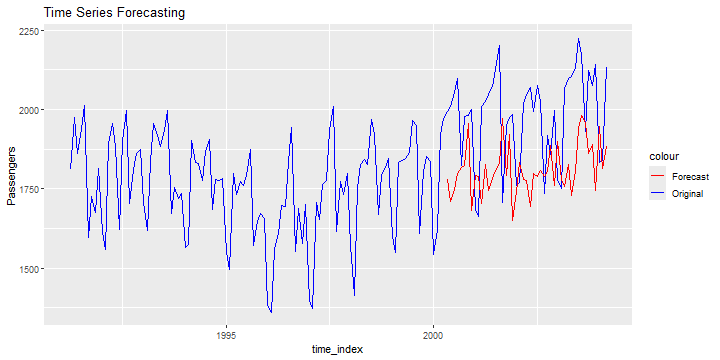 Time Series Forecasting
Passengers
2250
2000
1750
1500
1995
2000
time_index
colour
Forecast
Original